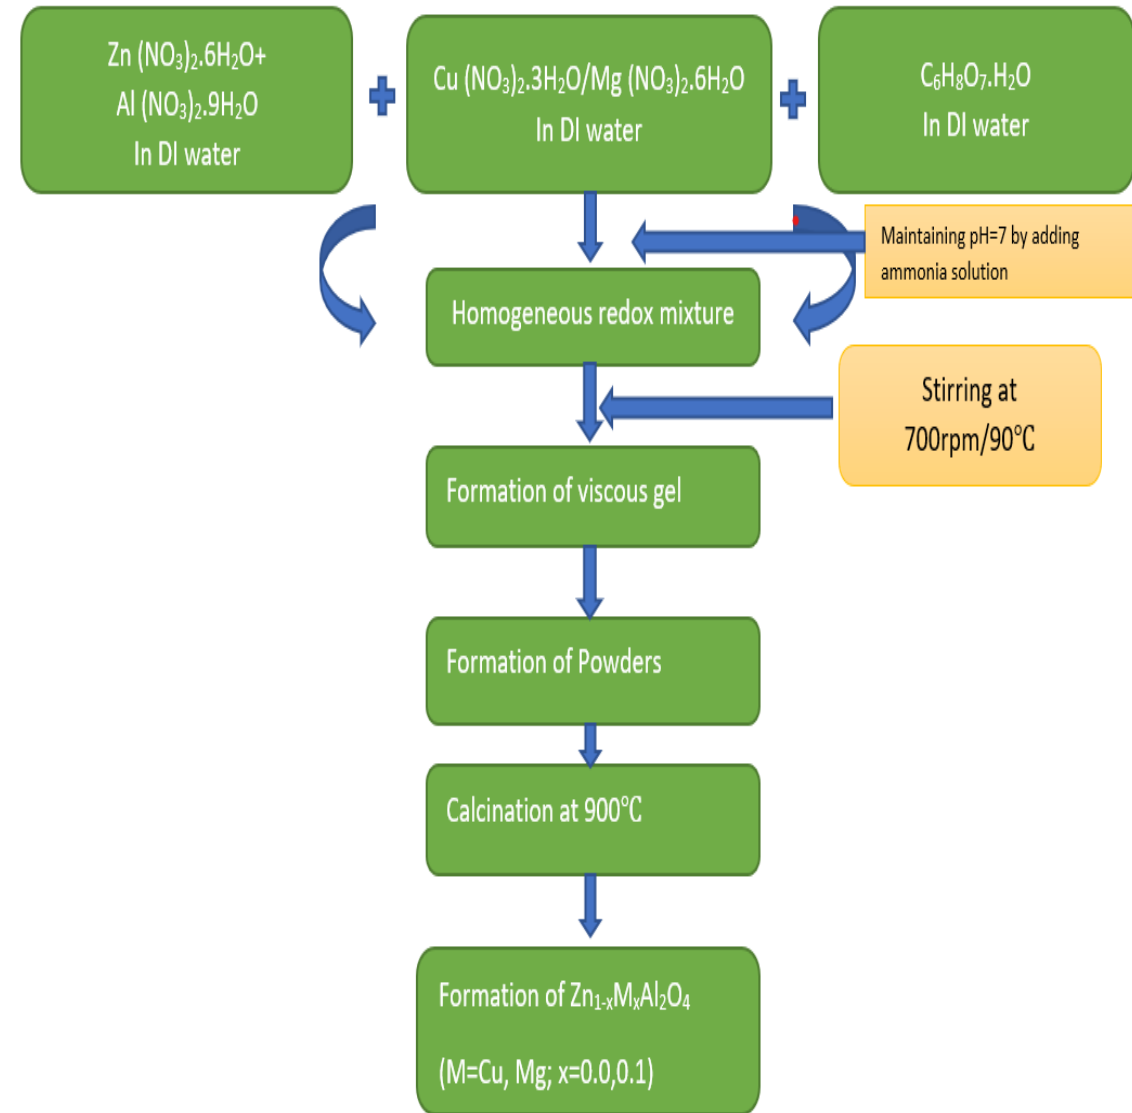 Zn (NO₃)₂.6H₂O+
Al (NO₃)₂.9H₂O
In DI water
Cu (NO₃)₂.3H₂O/Mg (NO₃)₂.6H₂O
In DI water
C₆H₈O₇.H₂O
In DI water
Maintaining pH=7 by adding
ammonia solution
Homogeneous redox mixture
Stirring at
700rpm/90℃
Formation of viscous gel
Formation of Powders
Calcination at 900℃
Formation of Zn₁₋ₓMₓAl₂O₄
(M=Cu, Mg; x=0.0,0.1)